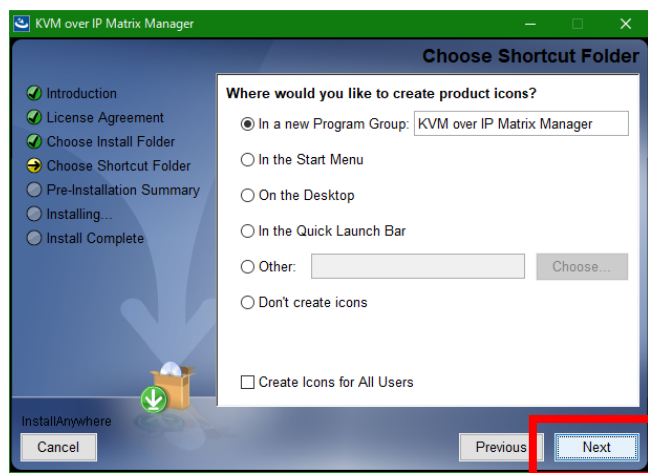 KVM over IP Matrix Manager
Choose Shortcut Folder
Introduction
License Agreement
Choose Install Folder
Choose Shortcut Folder
Pre-Installation Summary
Installing...
Install Complete
Where would you like to create product icons?
In a new Program Group: KVM over IP Matrix Manager
In the Start Menu
On the Desktop
In the Quick Launch Bar
Other: Choose...
Don't create icons
Create Icons for All Users
InstallAnywhere
Cancel Previous Next